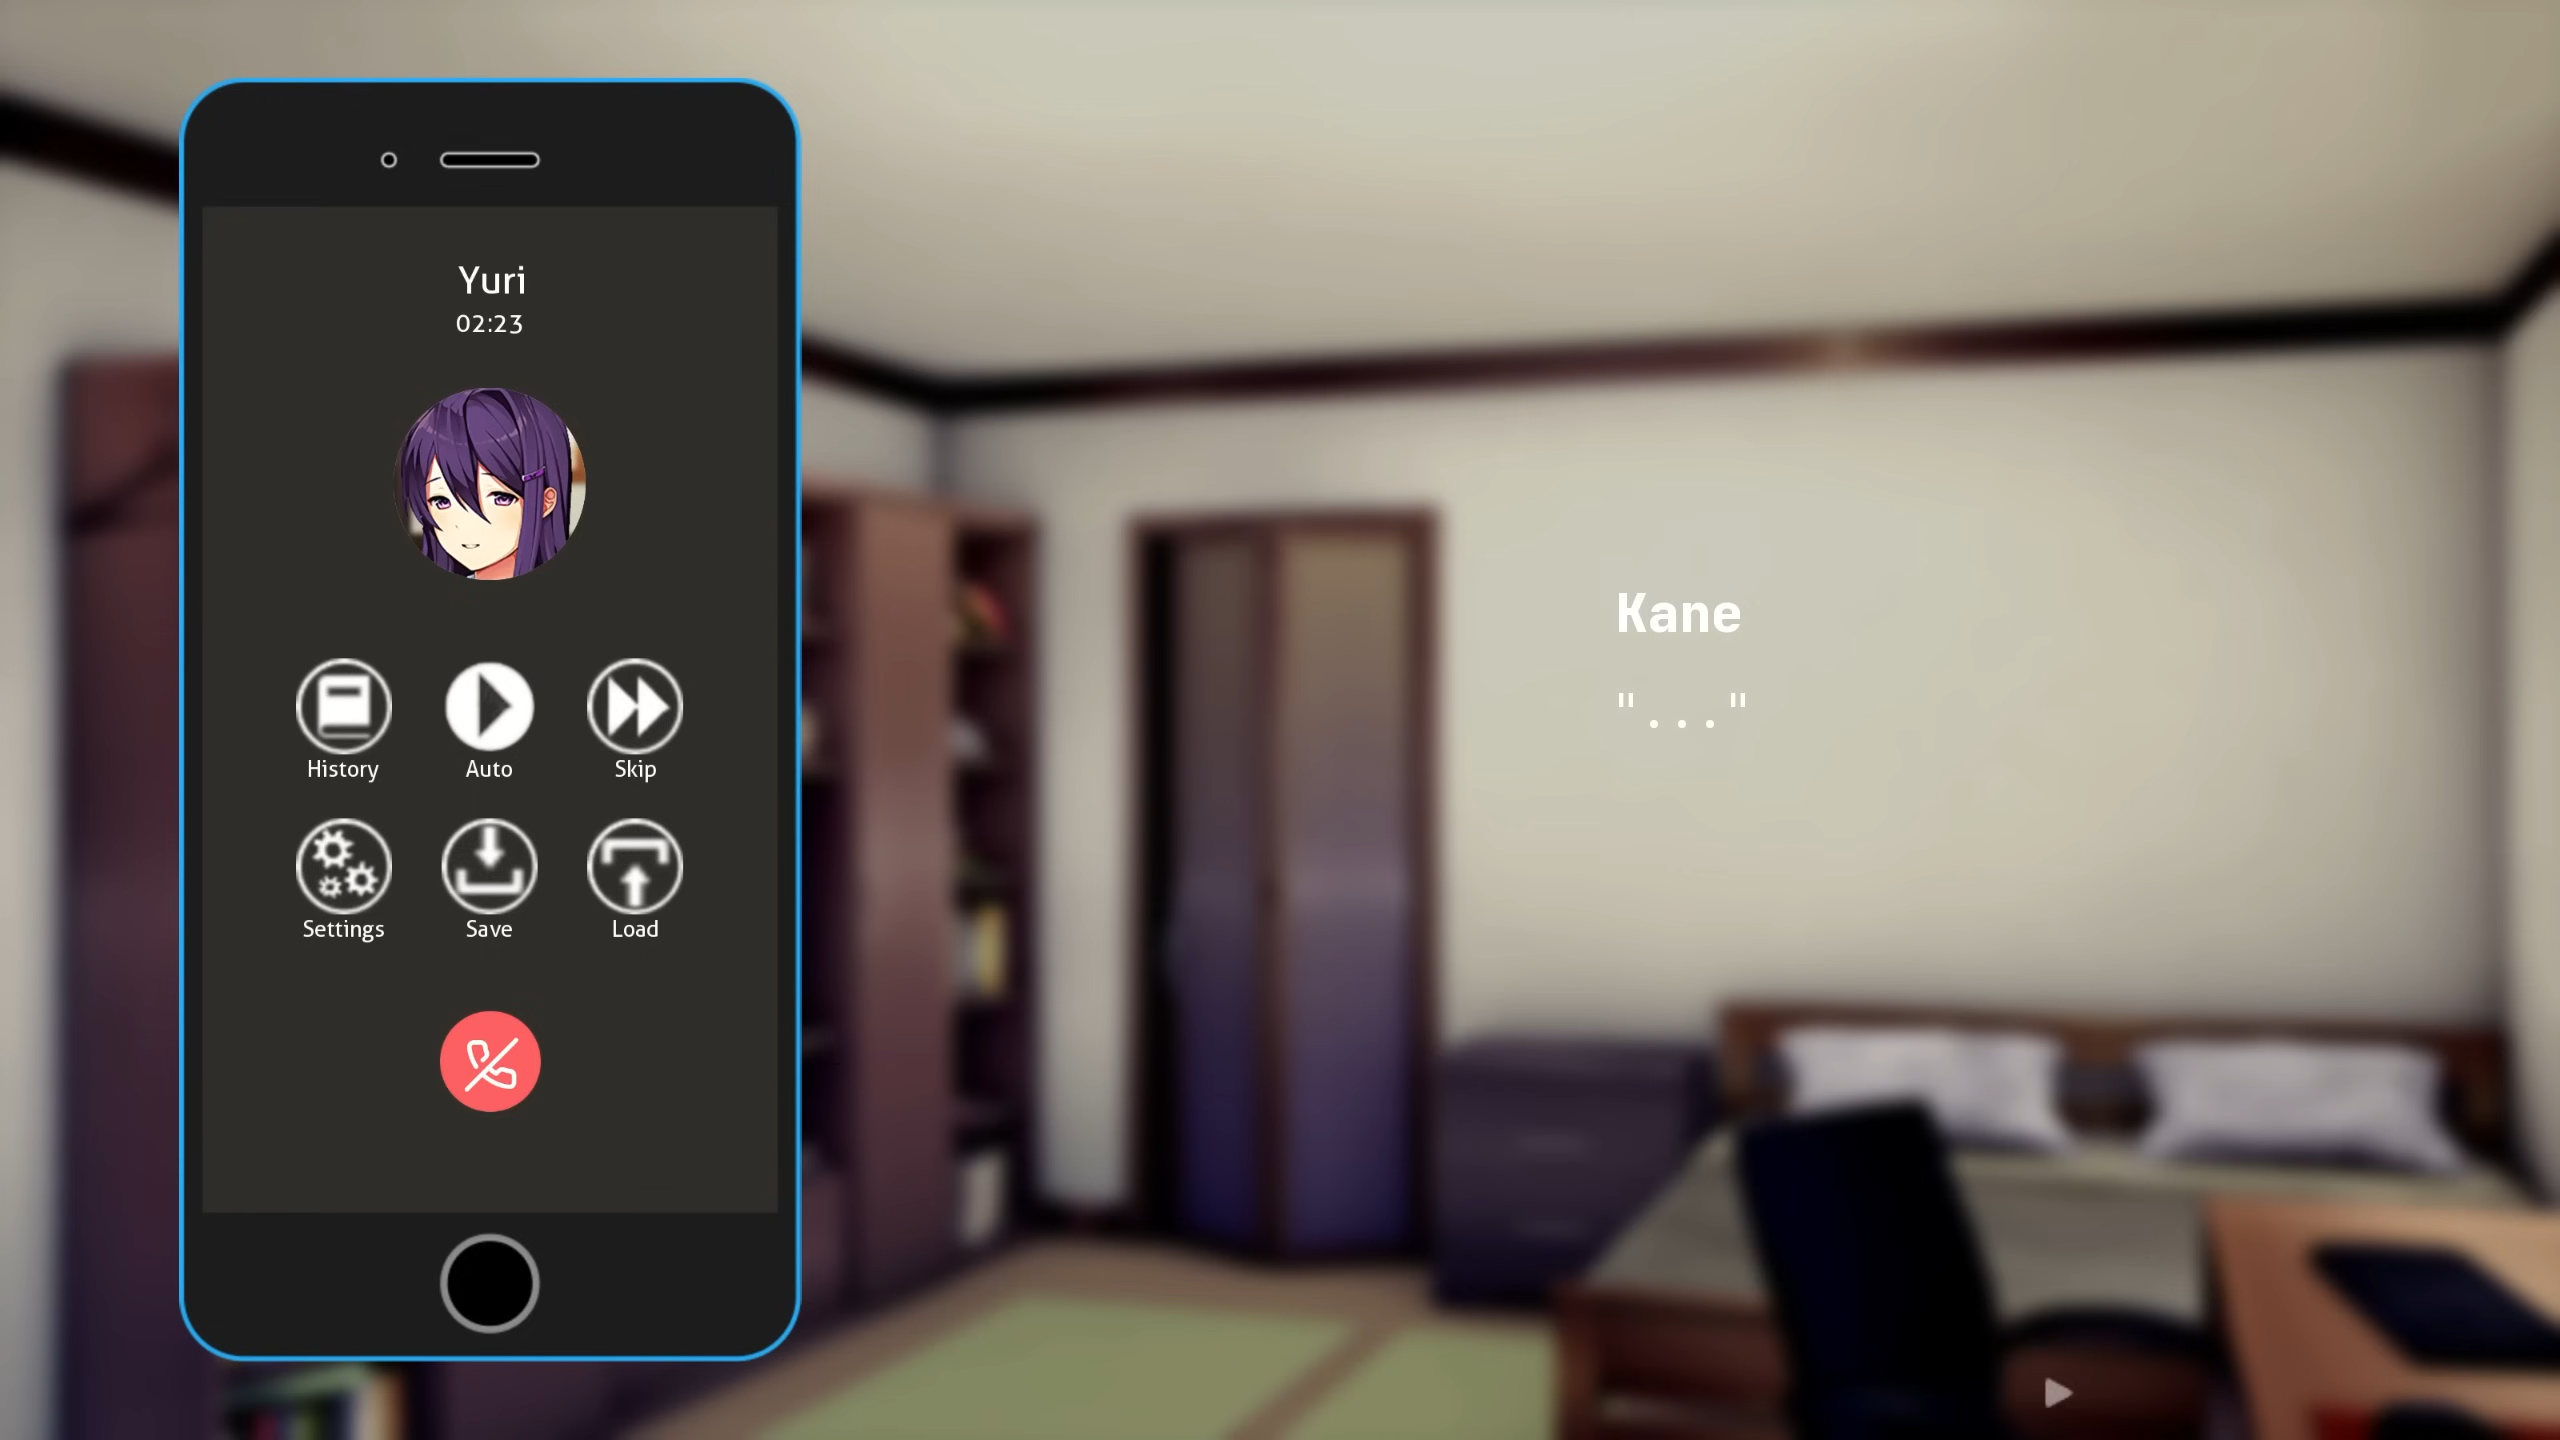 Yuri
02:23
History Auto Skip
Settings Save Load
Kane
"..."